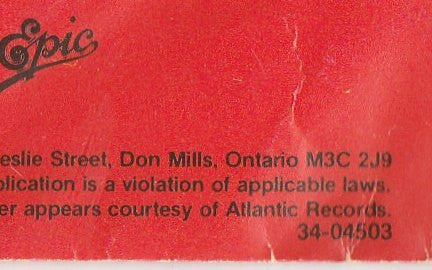 Epic
eslie Street, Don Mills, Ontario M3C 2J9
olication is a violation of applicable laws.
er appears courtesy of Atlantic Records.
34-04503